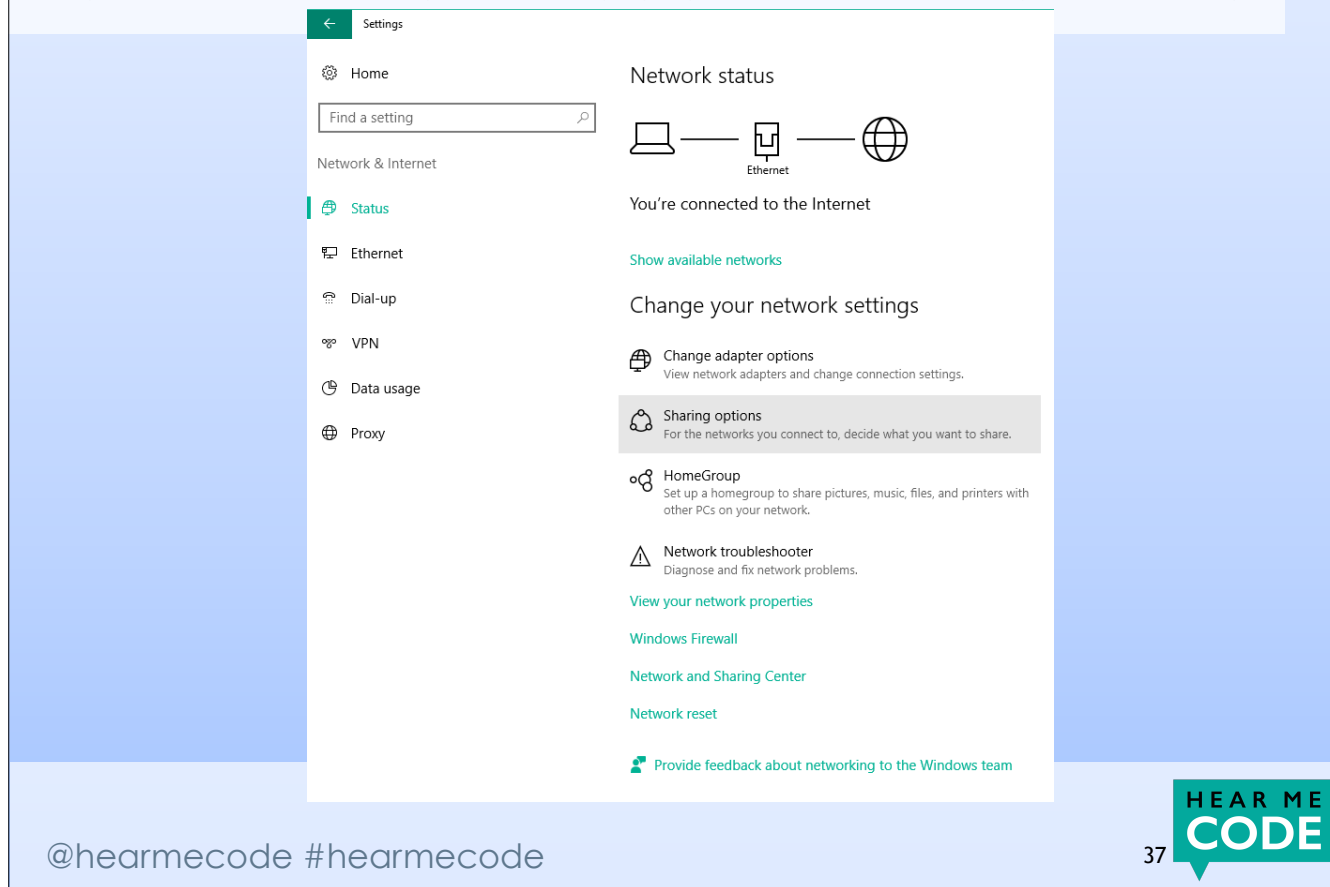 Settings
Home
Find a setting
Network & Internet
Status
Ethernet
Dial-up
VPN
Data usage
Proxy
Network status
Ethernet
You're connected to the Internet
Show available networks
Change your network settings
Change adapter options
View network adapters and change connection settings.
Sharing options
For the networks you connect to, decide what you want to share.
HomeGroup
Set up a homegroup to share pictures, music, files, and printers with
other PCs on your network.
Network troubleshooter
Diagnose and fix network problems.
View your network properties
Windows Firewall
Network and Sharing Center
Network reset
Provide feedback about networking to the Windows team
@hearmecode #hearmecode
37
HEAR ME
CODE